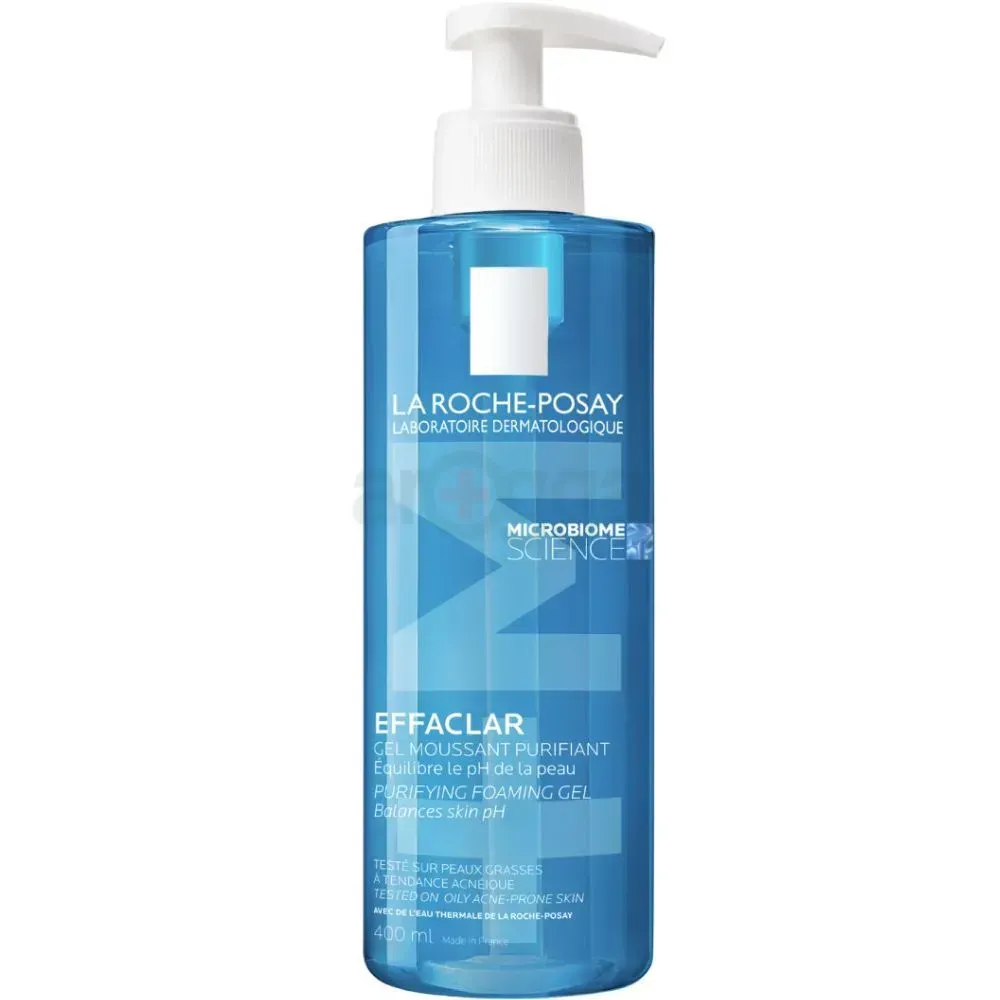 LA ROCHE-POSAY
LABORATOIRE DERMATOLOGIQUE
arogga
MICROBIOME
SCIENCE
EFFACLAR
GEL MOUSSANT PURIFIANT
Équilibre le pH de la peau
PURIFYING FOAMING GEL
Balances skin pH
TESTÉ SUR PEAUX GRASSES
À TENDANCE ACNÉIQUE
TESTED ON OILY ACNE-PRONE SKIN
AVEC DE L'EAU THERMALE DE LA ROCHE-POSAY
400 ml Made in France